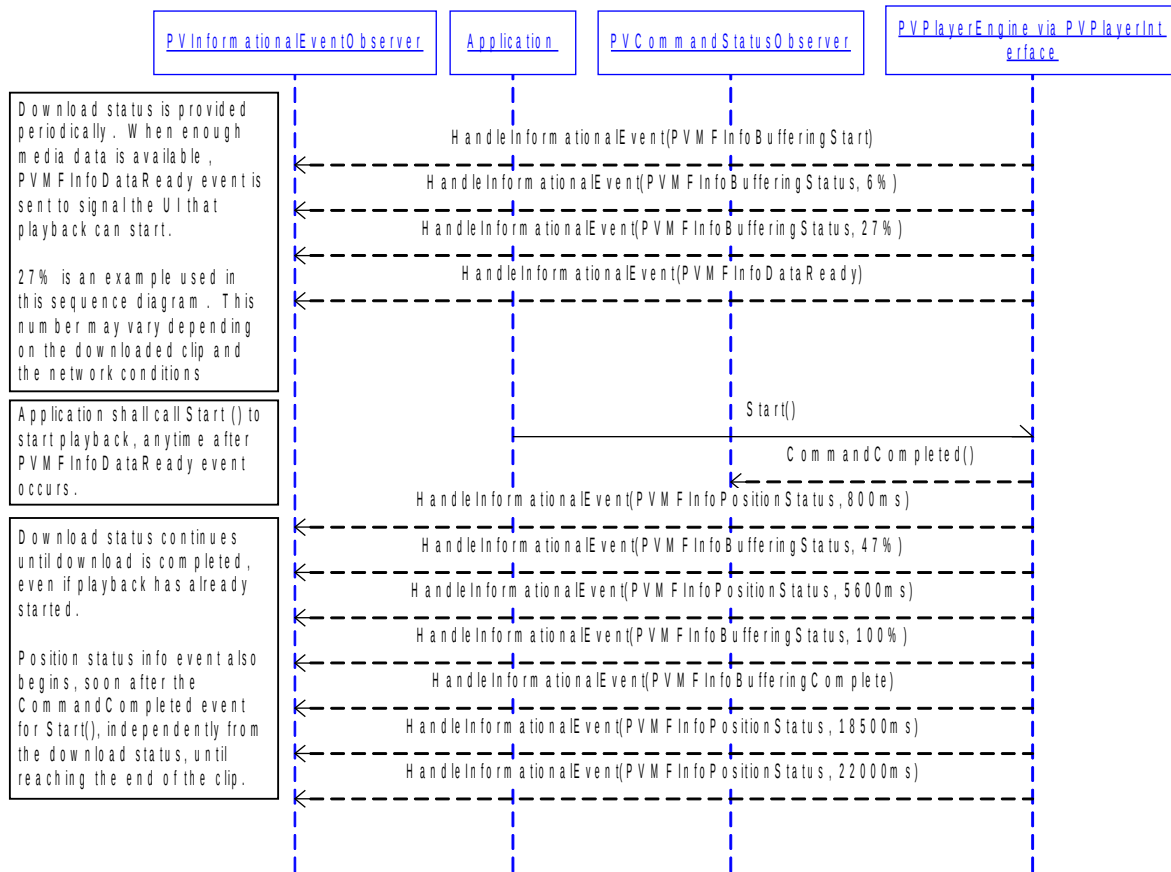 PVInformationalEventObserver
Application
PVCommandStatusObserver
PVPlayerEngine via PVPlayerInt
erface
Download status is provided
periodically. When enough
media data is available,
PVMFInfoDataReady event is
sent to signal the UI that
playback can start.
27% is an example used in
this sequence diagram. This
number may vary depending
on the downloaded clip and
the network conditions
HandleInformationalEvent(PVMFInfoBufferingStart)
HandleInformationalEvent(PVMFInfoBufferingStatus, 6%)
HandleInformationalEvent(PVMFInfoBufferingStatus, 27%)
HandleInformationalEvent(PVMFInfoDataReady)
Application shall call Start () to
start playback, anytime after
PVMFInfoDataReady event
occurs.
Start()
CommandCompleted()
HandleInformationalEvent(PVMFInfoPositionStatus, 800ms)
Download status continues
until download is completed,
even if playback has already
started.
Position status info event also
begins, soon after the
CommandCompleted event
for Start(), independently from
the download status, until
reaching the end of the clip.
HandleInformationalEvent(PVMFInfoBufferingStatus, 47%)
HandleInformationalEvent(PVMFInfoPositionStatus, 5600ms)
HandleInformationalEvent(PVMFInfoBufferingStatus, 100%)
HandleInformationalEvent(PVMFInfoBufferingComplete)
HandleInformationalEvent(PVMFInfoPositionStatus, 18500ms)
HandleInformationalEvent(PVMFInfoPositionStatus, 22000ms)